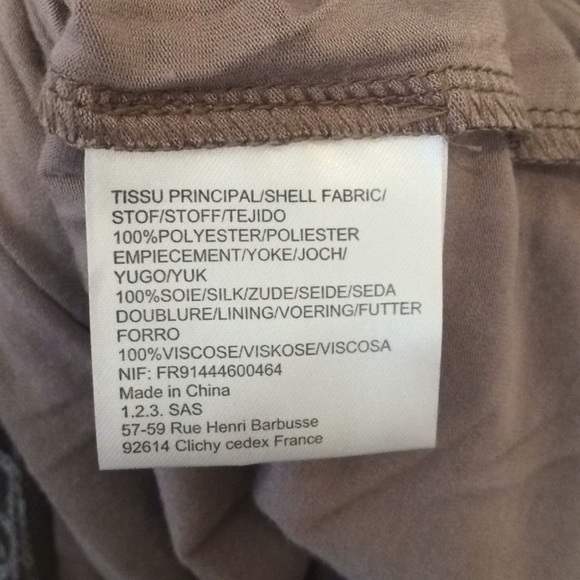 TISSU PRINCIPAL/SHELL FABRIC/
STOF/STOFF/TEJIDO
100%POLYESTER/POLIESTER
EMPIECEMENT/YOKE/JOCH/
YUGO/YUK
100%SOIE/SILK/ZUDE/SEIDE/SEDA
DOUBLURE/LINING/VOERING/FUTTER
FORRO
100%VISCOSE/VISKOSE/VISCOSA
NIF: FR91444600464
Made in China
1.2.3. SAS
57-59 Rue Henri Barbusse
92614 Clichy cedex France